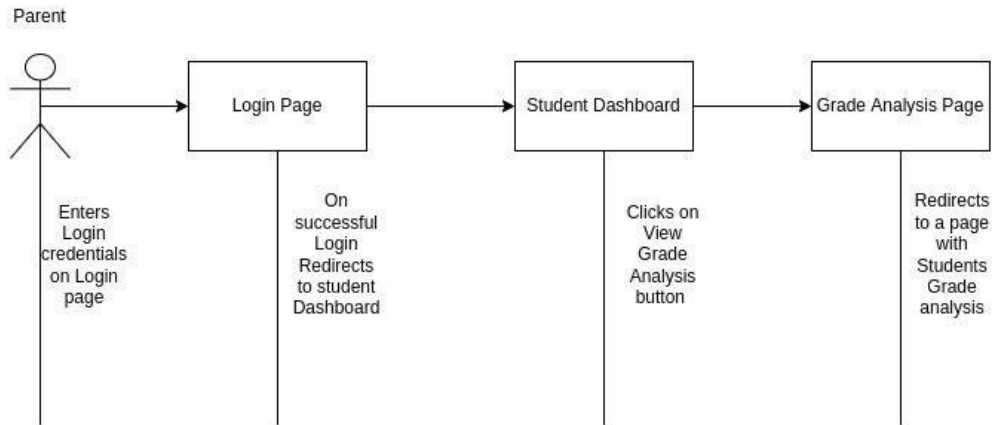 Parent
Login Page
Student Dashboard
Grade Analysis Page
Enters
Login
credentials
on Login
page
On
successful
Login
Redirects
to student
Dashboard
Clicks on
View
Grade
Analysis
button
Redirects
to a page
with
Students
Grade
analysis